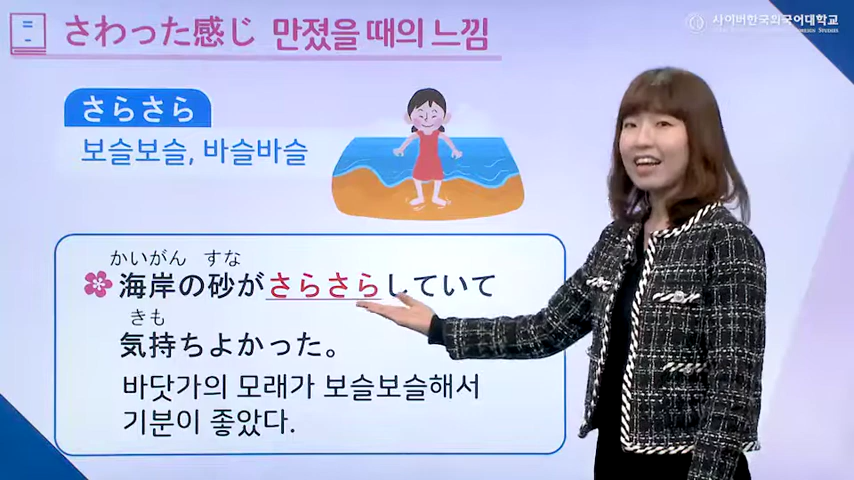 さわった感じ 만졌을 때의 느낌
사이버한국외국어대학교
さらさら
보슬보슬, 바슬바슬
かいがん すな
海岸の砂がさらさらしていて
きも
気持ちよかった。
바닷가의 모래가 보슬보슬해서
기분이 좋았다.